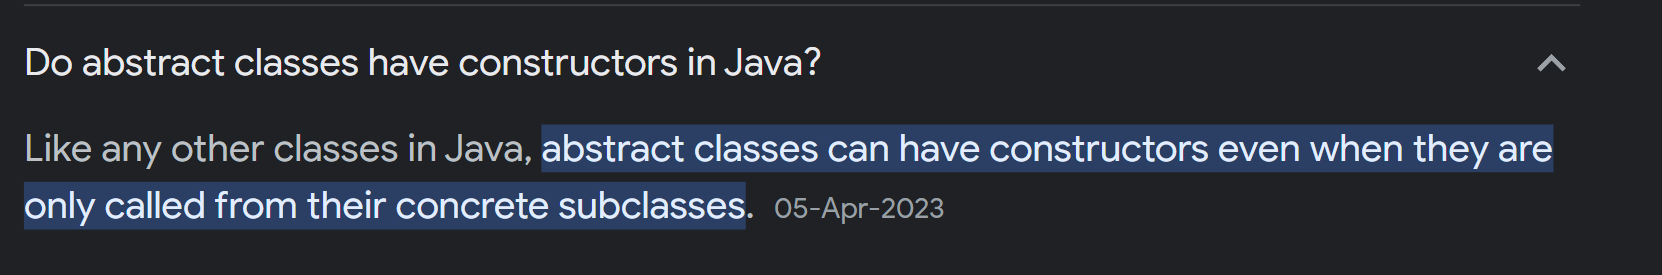 Do abstract classes have constructors in Java?
Like any other classes in Java, abstract classes can have constructors even when they are
only called from their concrete subclasses. 05-Apr-2023